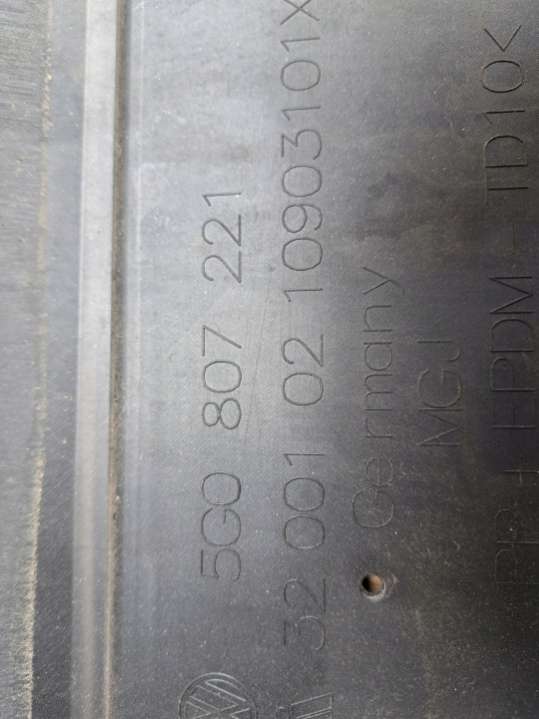 5G0 807 221
32 001 02 10903101X
Germany
MGJ
PP+EPDM-TD10<